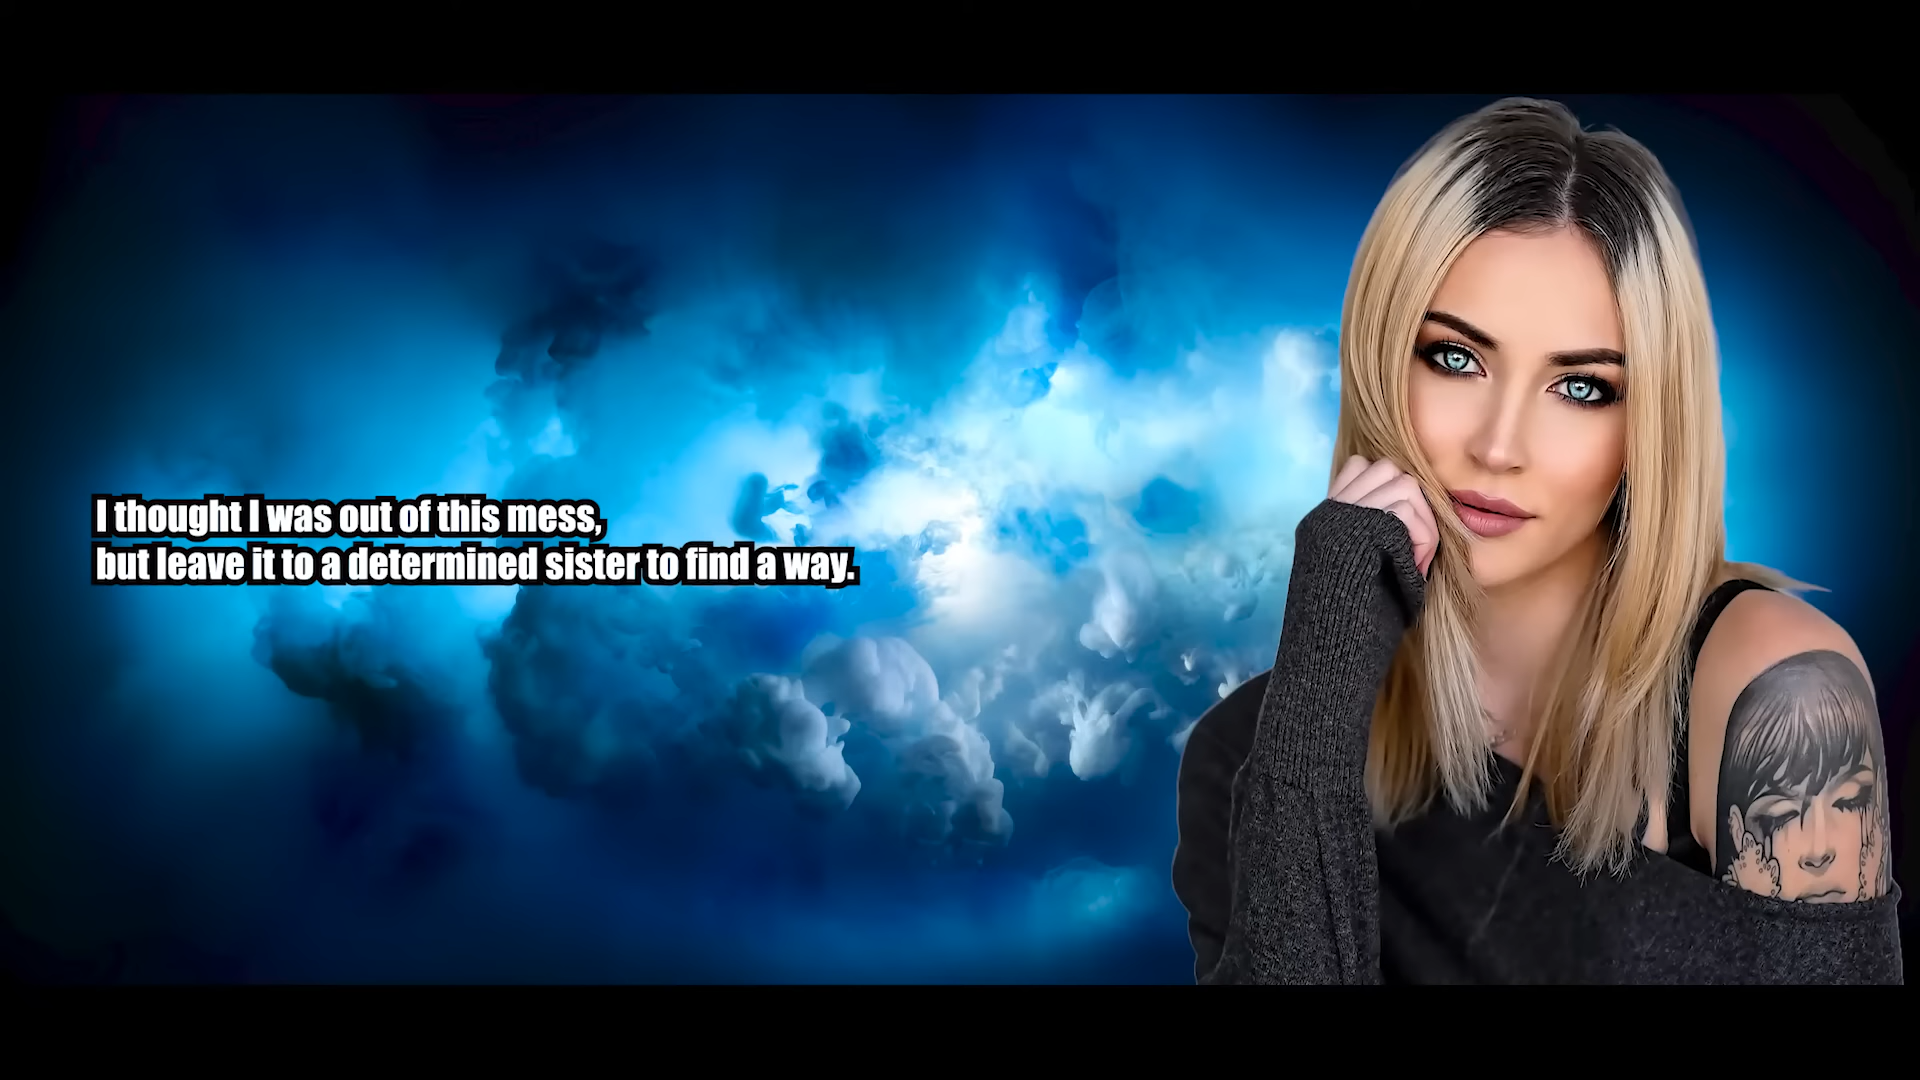 I thought I was out of this mess,
but leave it to a determined sister to find a way.